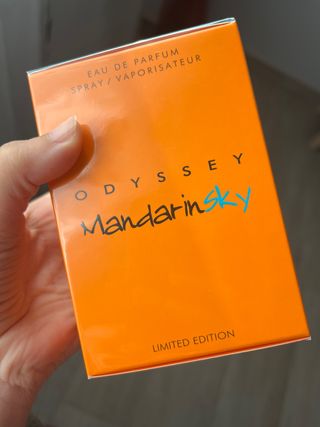 EAU DE PARFUM
SPRAY / VAPORISATEUR
ODYSSEY
MandarinSky
LIMITED EDITION